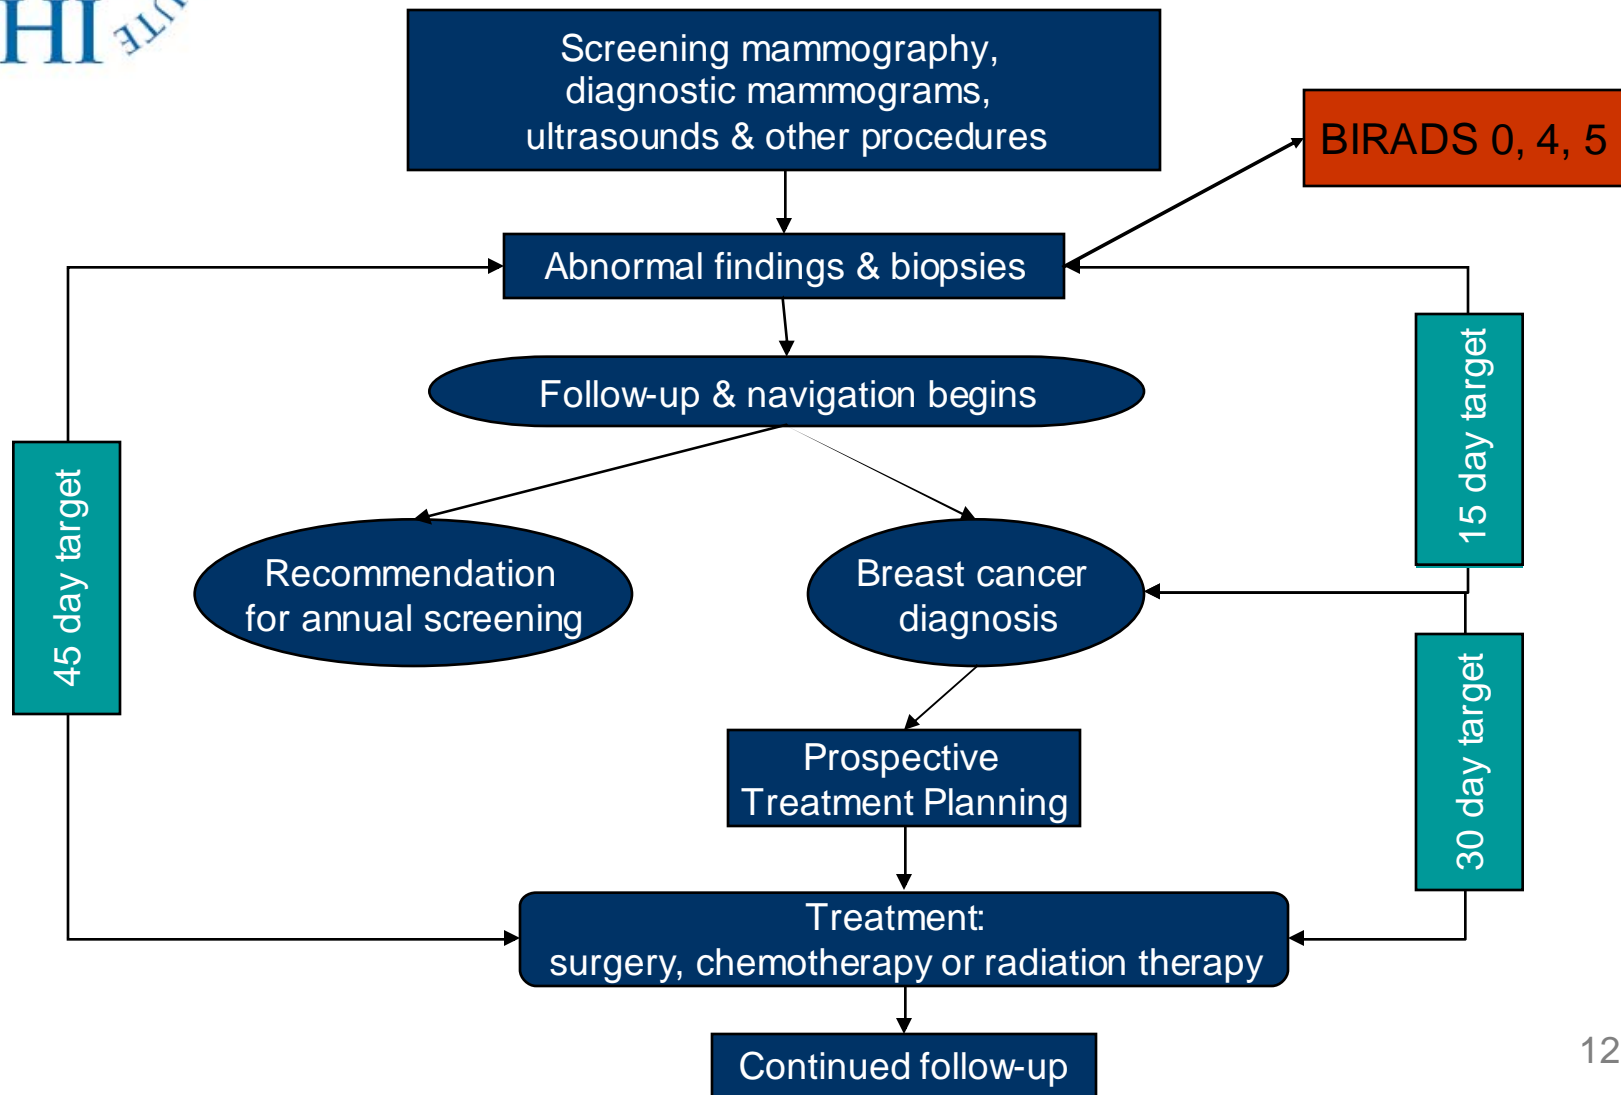 HI
UTE
Screening mammography,
diagnostic mammograms,
ultrasounds & other procedures
BIRADS 0, 4, 5
Abnormal findings & biopsies
Follow-up & navigation begins
15 day target
45 day target
Recommendation
for annual screening
Breast cancer
diagnosis
30 day target
Prospective
Treatment Planning
Treatment:
surgery, chemotherapy or radiation therapy
Continued follow-up
12